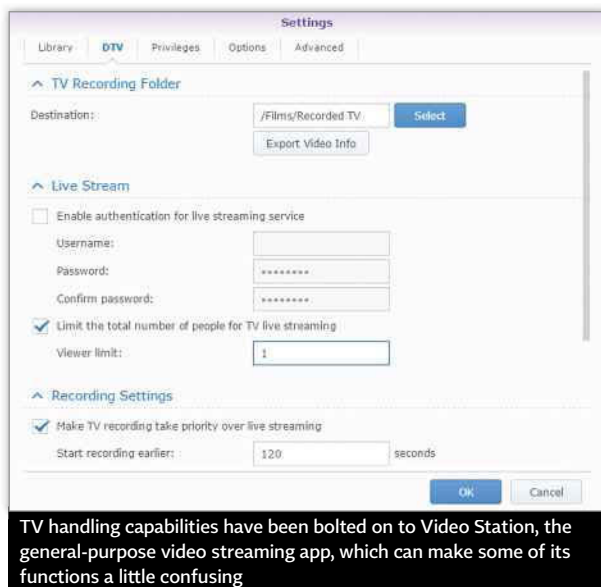 Settings
Library DTV Privileges Options Advanced
TV Recording Folder
Destination: /Films/Recorded TV Select
Export Video Info
Live Stream
Enable authentication for live streaming service
Username:
Password: ••••••••
Confirm password: ••••••••
Limit the total number of people for TV live streaming
Viewer limit: 1
Recording Settings
Make TV recording take priority over live streaming
Start recording earlier: 120 seconds
OK Cancel
TV handling capabilities have been bolted on to Video Station, the
general-purpose video streaming app, which can make some of its
functions a little confusing